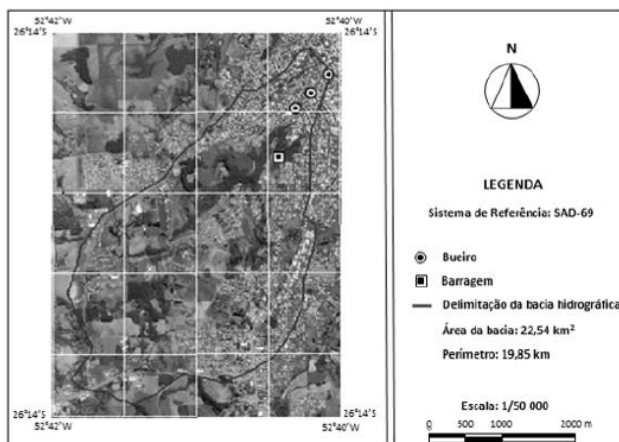 52°42'W 52°40'W
26°14'S 26°14'S
26°14'S 26°14'S
52°42'W 52°40'W
N
LEGENDA
Sistema de Referência: SAD-69
Bueiro
Barragem
Delimitação da bacia hidrográfica
Área da bacia: 22,54 km²
Perímetro: 19,85 km
Escala: 1/50 000
0 500 1000 2000 m